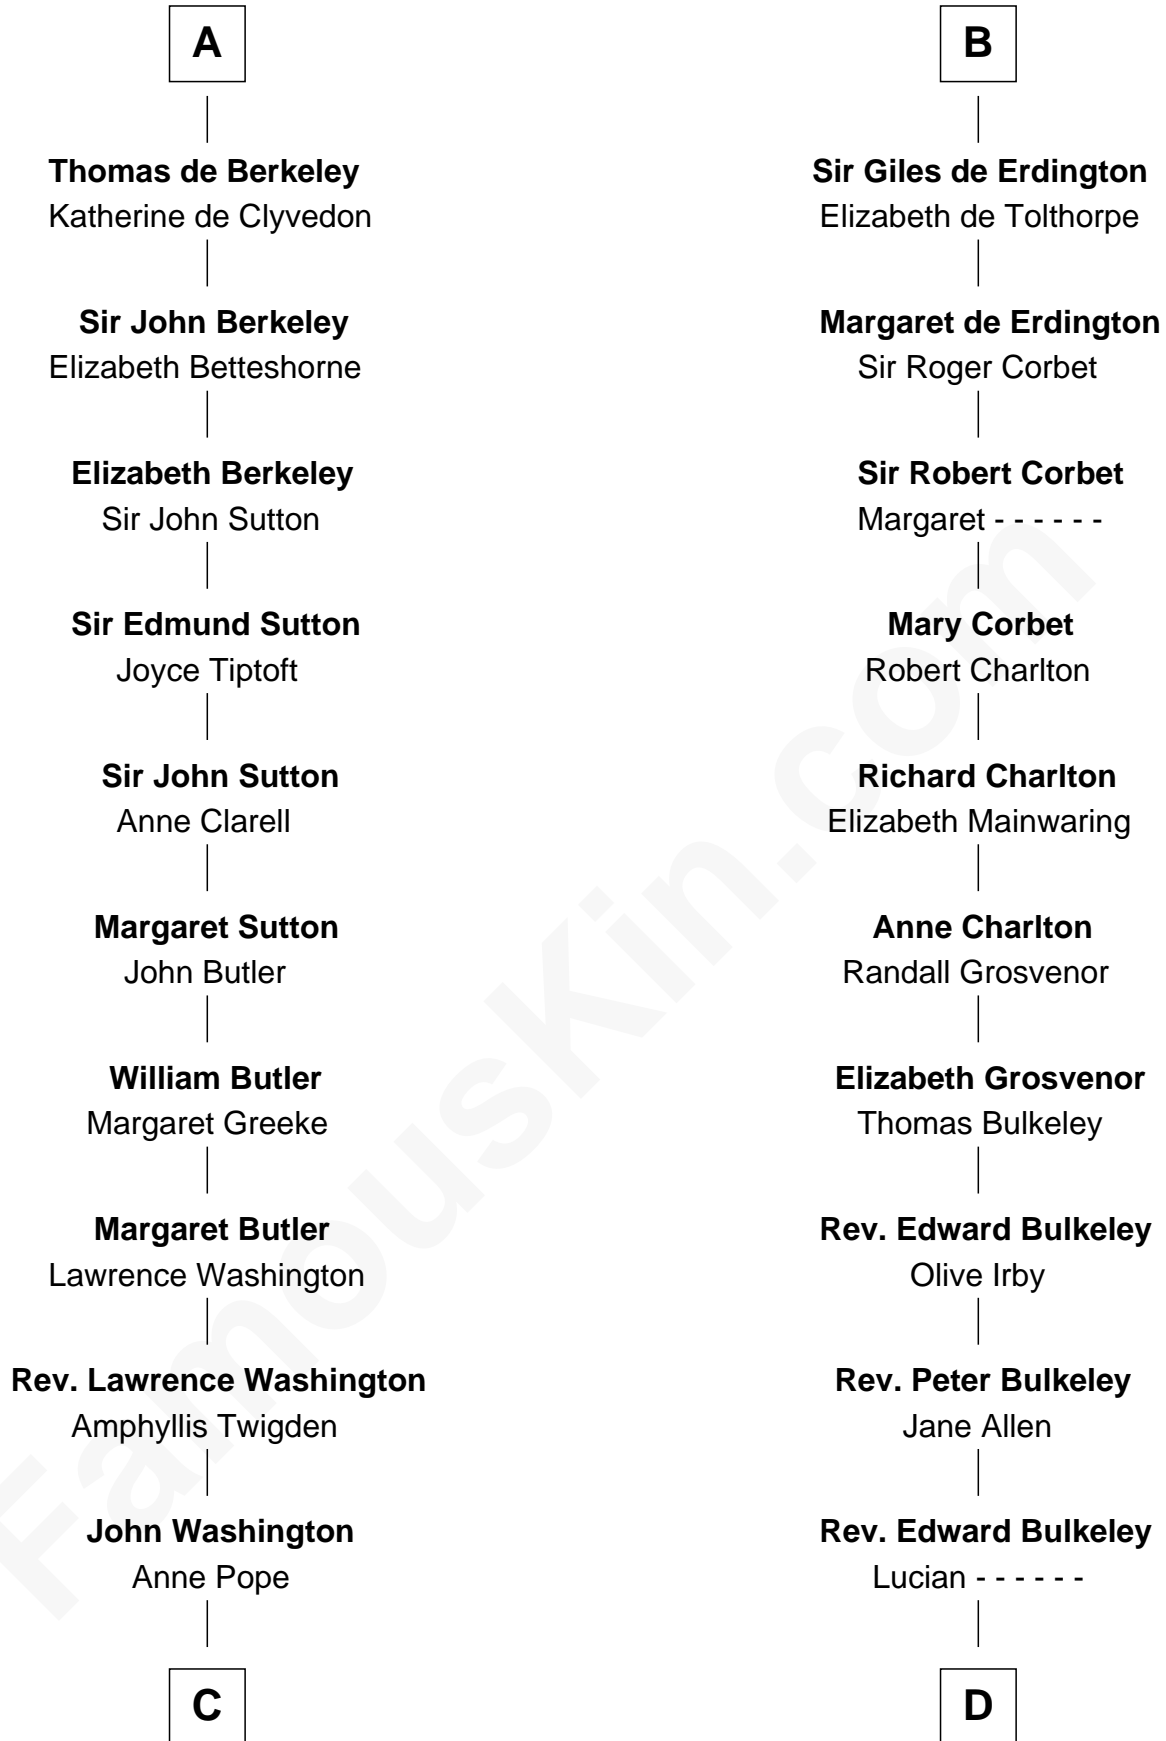 A
Thomas de Berkeley
Katherine de Clyvedon
Sir John Berkeley
Elizabeth Betteshorne
Elizabeth Berkeley
Sir John Sutton
Sir Edmund Sutton
Joyce Tiptoft
Sir John Sutton
Anne Clarell
Margaret Sutton
John Butler
William Butler
Margaret Greeke
Margaret Butler
Lawrence Washington
Rev. Lawrence Washington
Amphyllis Twigden
John Washington
Anne Pope
C
B
Sir Giles de Erdington
Elizabeth de Tolthorpe
Margaret de Erdington
Sir Roger Corbet
Sir Robert Corbet
Margaret - - - - - -
Mary Corbet
Robert Charlton
Richard Charlton
Elizabeth Mainwaring
Anne Charlton
Randall Grosvenor
Elizabeth Grosvenor
Thomas Bulkeley
Rev. Edward Bulkeley
Olive Irby
Rev. Peter Bulkeley
Jane Allen
Rev. Edward Bulkeley
Lucian - - - - - -
D
FamousKin.com